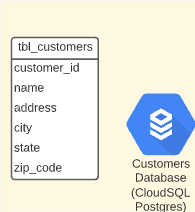 tbl_customers
customer_id
name
address
city
state
zip_code
Customers
Database
(CloudSQL
Postgres)